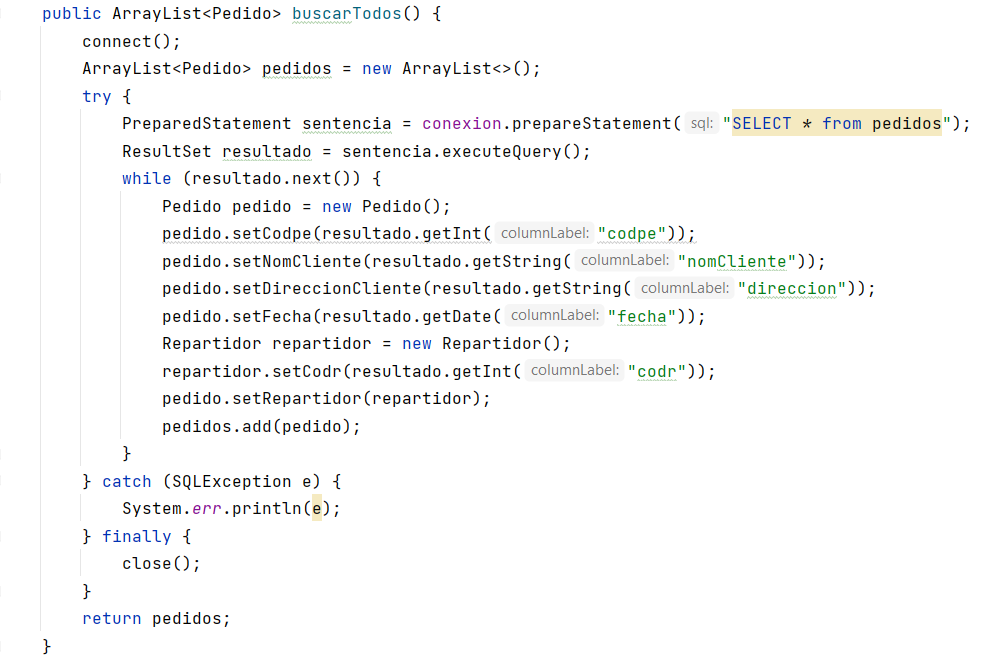 public ArrayList<Pedido> buscarTodos() {
connect();
ArrayList<Pedido> pedidos = new ArrayList<>();
try {
PreparedStatement sentencia = conexion.prepareStatement( sql: "SELECT * from pedidos");
ResultSet resultado = sentencia.executeQuery();
while (resultado.next()) {
Pedido pedido = new Pedido();
pedido.setCodpe(resultado.getInt( columnLabel: "codpe"));
pedido.setNomCliente(resultado.getString( columnLabel: "nomCliente"));
pedido.setDireccionCliente(resultado.getString( columnLabel: "direccion"));
pedido.setFecha(resultado.getDate( columnLabel: "fecha"));
Repartidor repartidor = new Repartidor();
repartidor.setCodr(resultado.getInt( columnLabel: "codr"));
pedido.setRepartidor(repartidor);
pedidos.add(pedido);
}
} catch (SQLException e) {
System.err.println(e);
} finally {
close();
}
return pedidos;
}